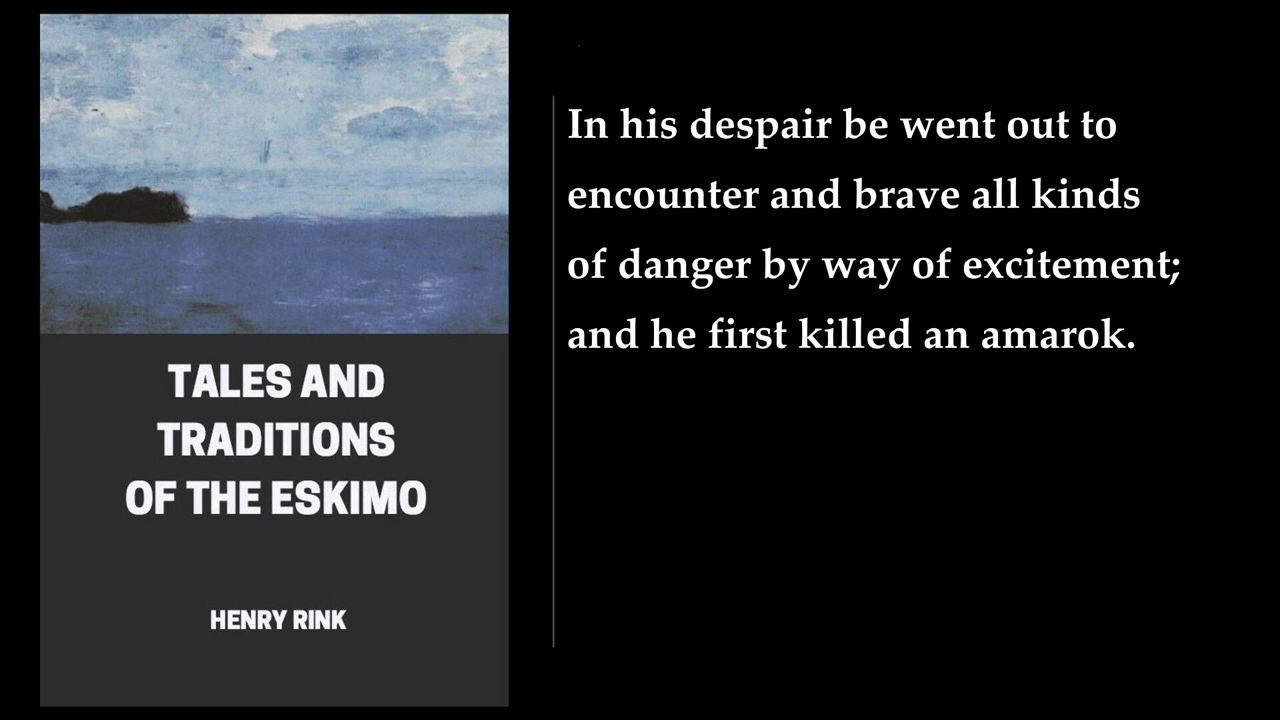 TALES AND
TRADITIONS
OF THE ESKIMO
HENRY RINK
In his despair be went out to
encounter and brave all kinds
of danger by way of excitement;
and he first killed an amarok.